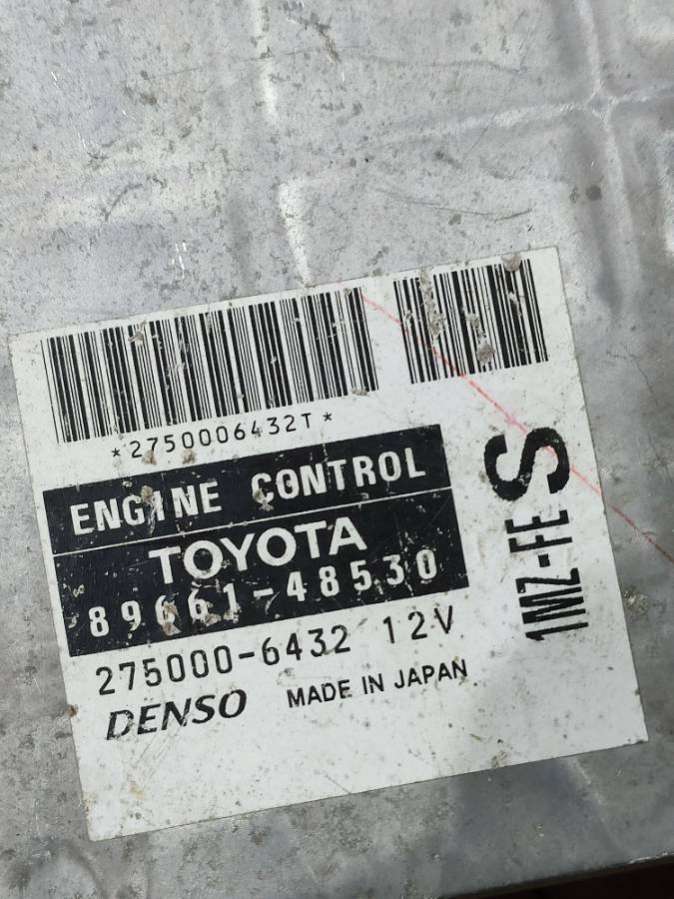 *2750006432T*
ENGINE CONTROL
TOYOTA
89661-48530
275000-6432 12V
DENSO MADE IN JAPAN
S
1MZ-FE